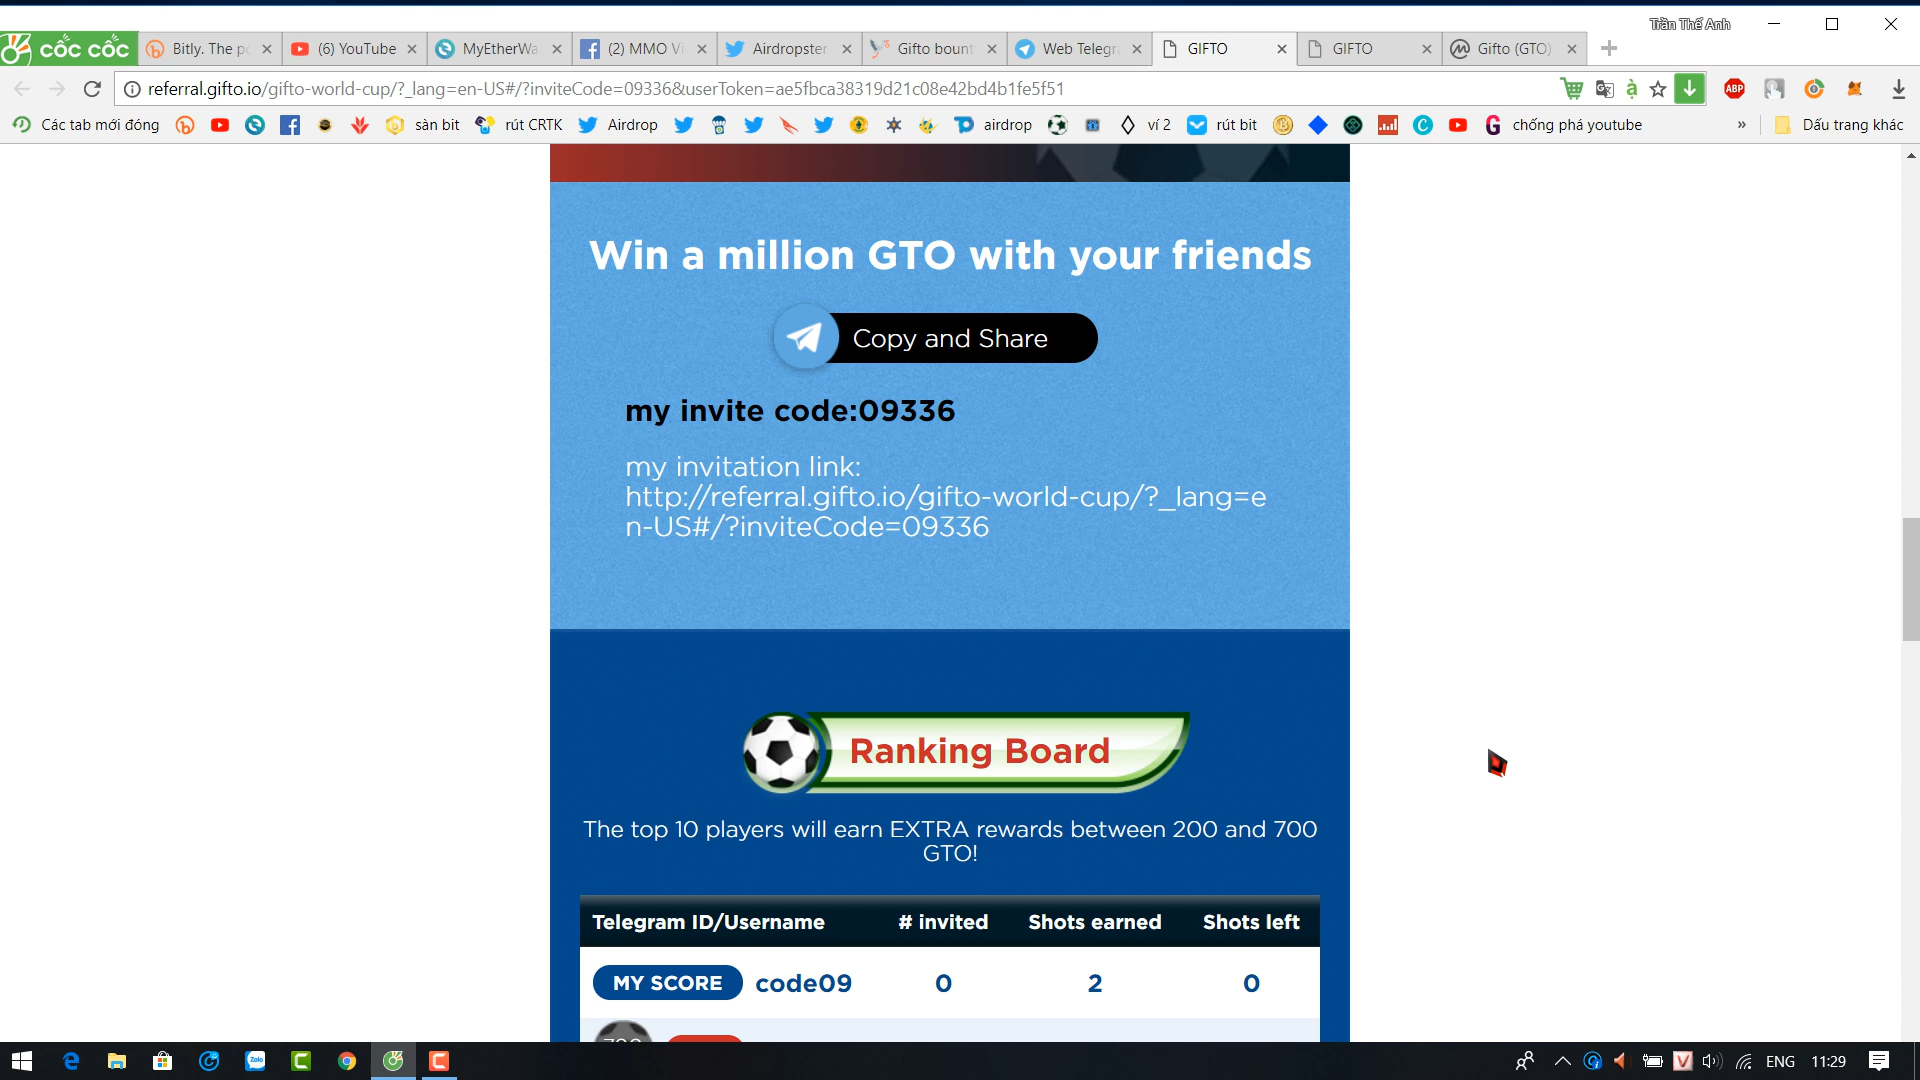 Trần Thế Anh
cốc cốc
Bitly. The po
(6) YouTube
MyEtherWa
(2) MMO Vi
Airdropster
Gifto bount
Web Telegr
GIFTO
GIFTO
Gifto (GTO)
referral.gifto.io/gifto-world-cup/?_lang=en-US#/?inviteCode=09336&userToken=ae5fbca38319d21c08e42bd4b1fe5f51
ABP
Các tab mới đóng
sàn bit
rút CRTK
Airdrop
airdrop
ví 2
rút bit
chống phá youtube
»
Dấu trang khác
Win a million GTO with your friends
Copy and Share
my invite code:09336
my invitation link:
http://referral.gifto.io/gifto-world-cup/?_lang=e
n-US#/?inviteCode=09336
Ranking Board
The top 10 players will earn EXTRA rewards between 200 and 700
GTO!
Telegram ID/Username # invited Shots earned Shots left
MY SCORE code09 0 2 0
Zalo
ENG
11:29